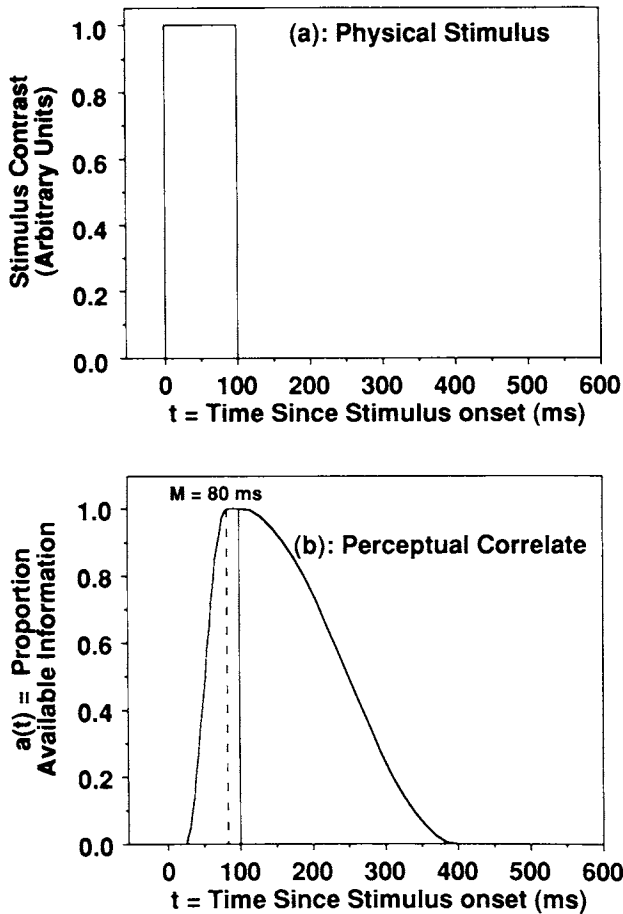 (a): Physical Stimulus
Stimulus Contrast
(Arbitrary Units)
1.0
0.8
0.6
0.4
0.2
0.0
0 100 200 300 400 500 600
t = Time Since Stimulus onset (ms)
M = 80 ms
(b): Perceptual Correlate
a(t) = Proportion
Available Information
1.0
0.8
0.6
0.4
0.2
0.0
0 100 200 300 400 500 600
t = Time Since Stimulus onset (ms)